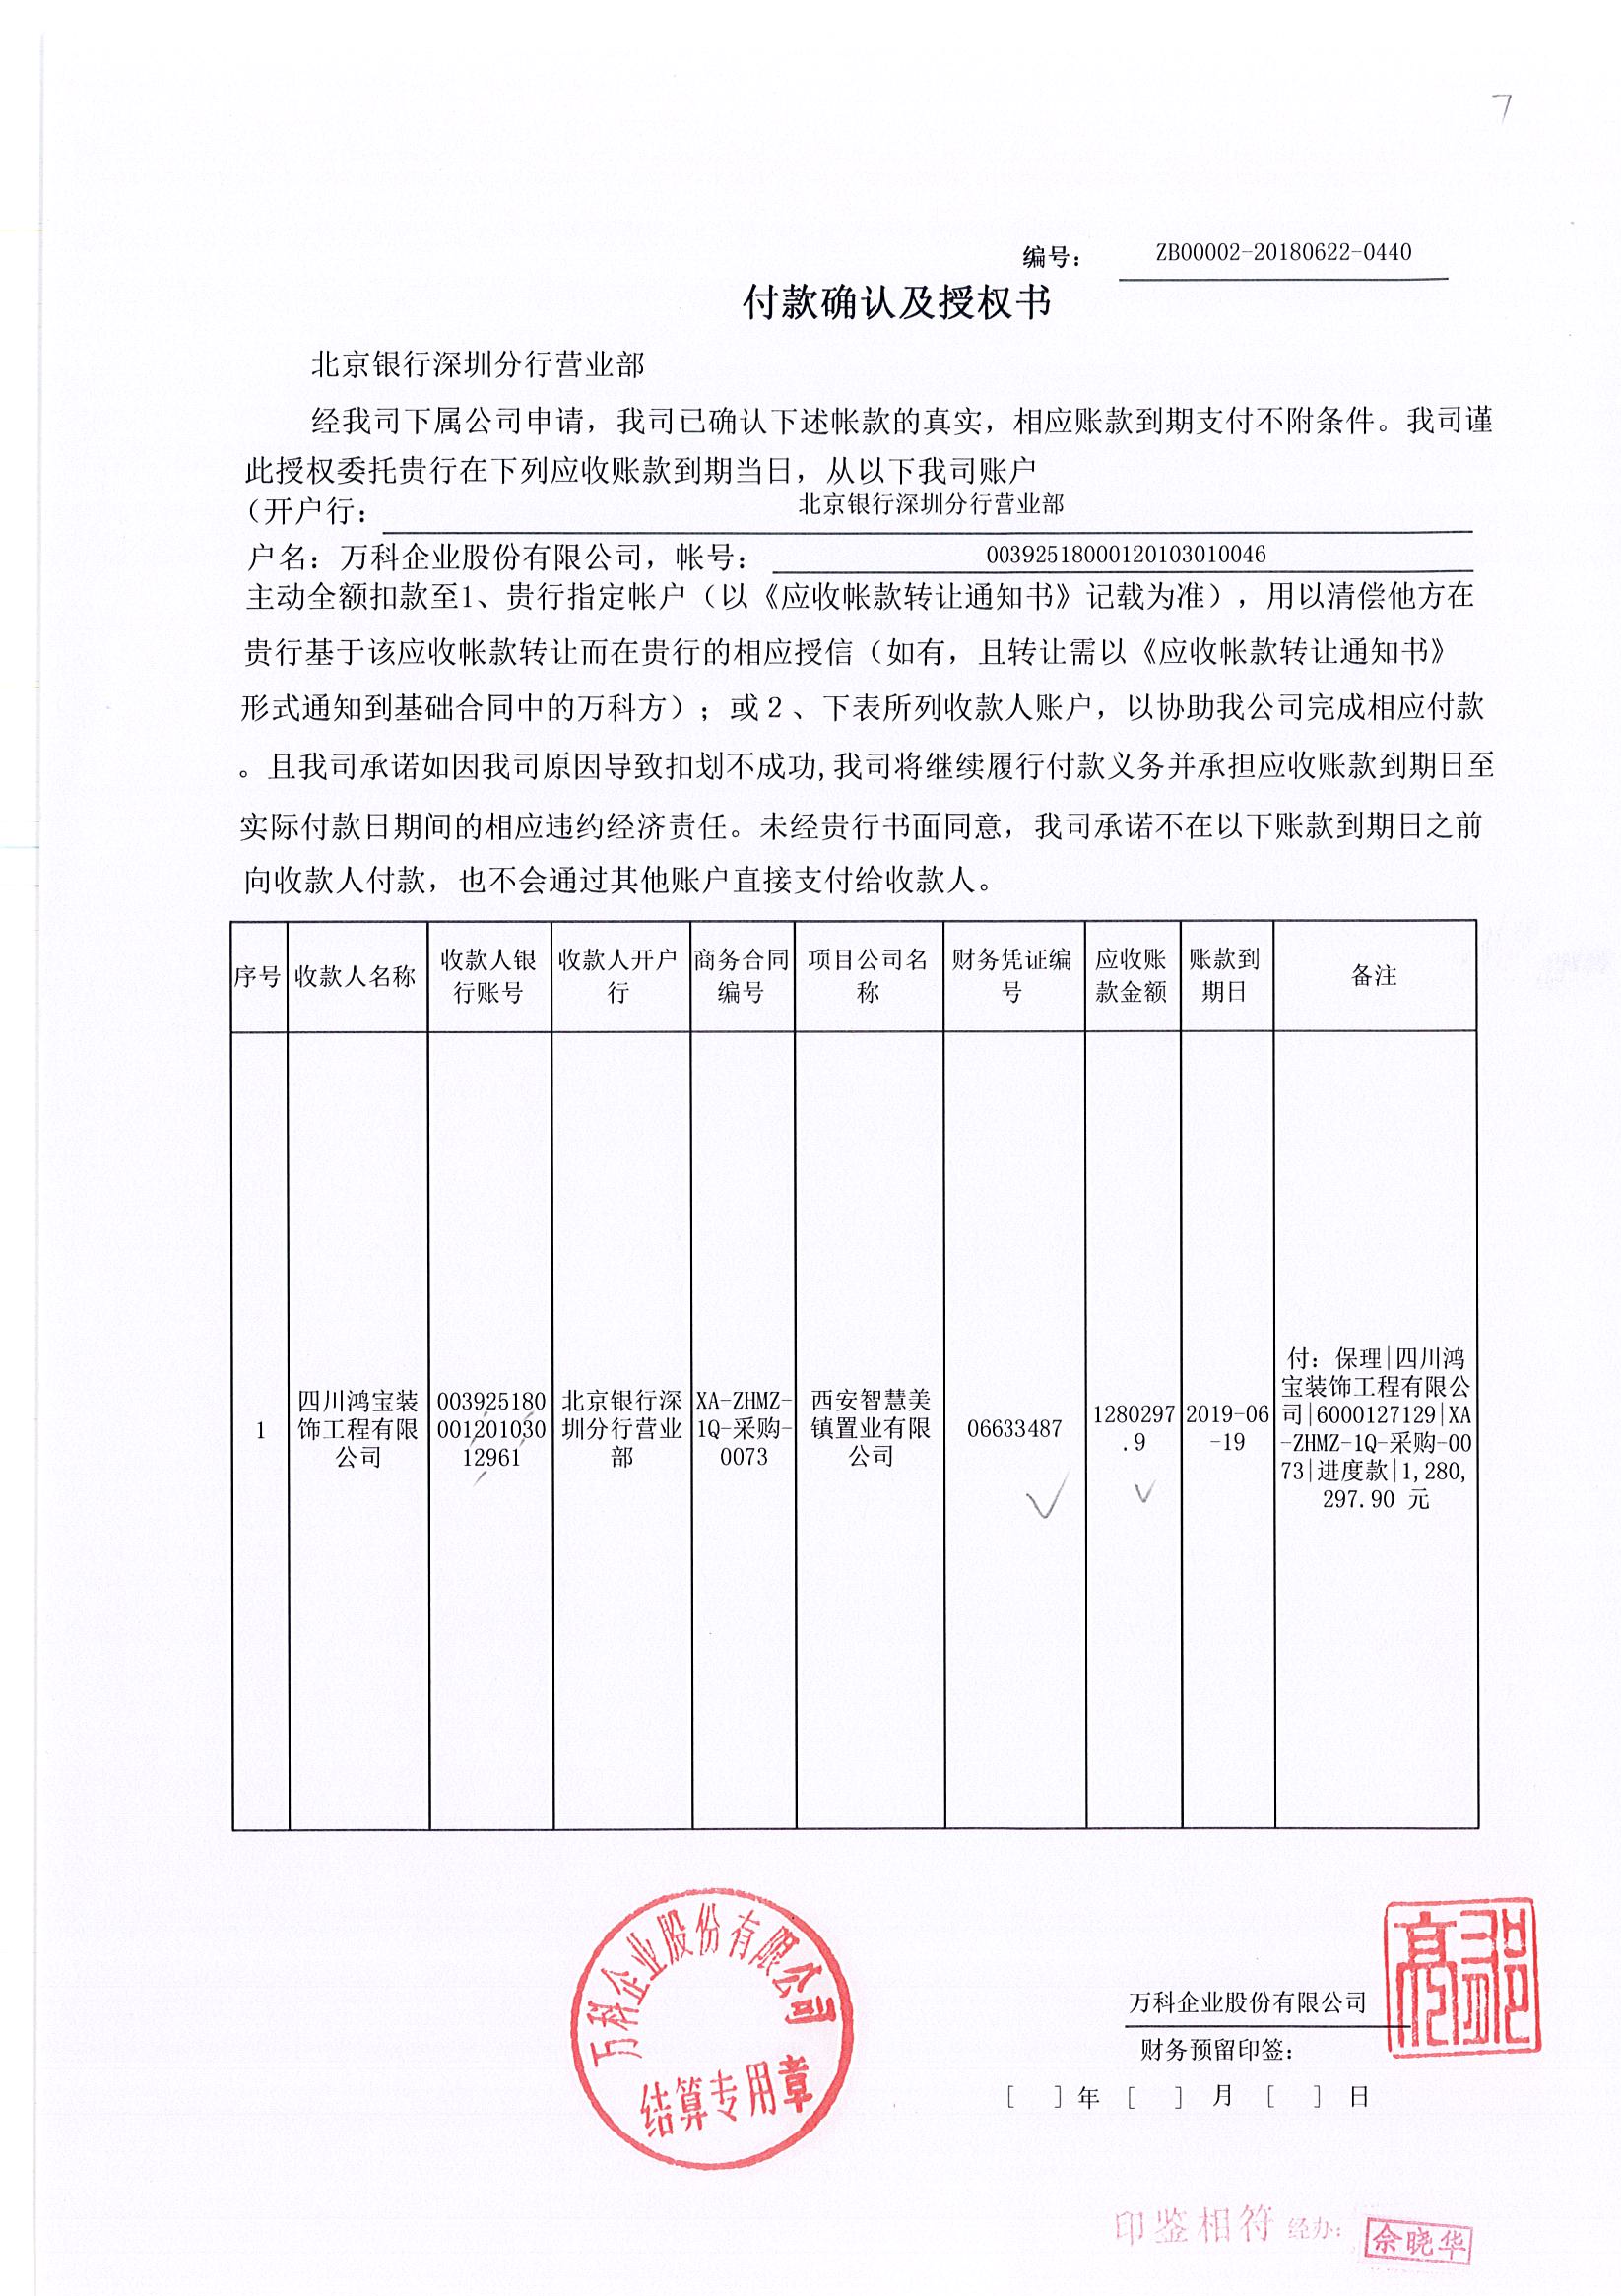 7
编号： ZB00002-20180622-0440
付款确认及授权书
北京银行深圳分行营业部
经我司下属公司申请，我司已确认下述帐款的真实，相应账款到期支付不附条件。我司谨
此授权委托贵行在下列应收账款到期当日，从以下我司账户
（开户行： 北京银行深圳分行营业部
户名：万科企业股份有限公司，帐号： 00392518000120103010046
主动全额扣款至1、贵行指定帐户（以《应收帐款转让通知书》记载为准），用以清偿他方在
贵行基于该应收帐款转让而在贵行的相应授信（如有，且转让需以《应收帐款转让通知书》
形式通知到基础合同中的万科方）；或２、下表所列收款人账户，以协助我公司完成相应付款
。且我司承诺如因我司原因导致扣划不成功,我司将继续履行付款义务并承担应收账款到期日至
实际付款日期间的相应违约经济责任。未经贵行书面同意，我司承诺不在以下账款到期日之前
向收款人付款，也不会通过其他账户直接支付给收款人。
序号
收款人名称
收款人银
行账号
收款人开户
行
商务合同
编号
项目公司名
称
财务凭证编
号
应收账
款金额
账款到
期日
备注
1
四川鸿宝装
饰工程有限
公司
003925180
001201030
12961
北京银行深
圳分行营业
部
XA-ZHMZ-
1Q-采购-
0073
西安智慧美
镇置业有限
公司
06633487
1280297
.9
2019-06
-19
付：保理|四川鸿
宝装饰工程有限公
司|6000127129|XA
-ZHMZ-1Q-采购-00
73|进度款|1,280,
297.90 元
万科企业股份有限公司
结算专用章
万科企业股份有限公司
财务预留印签：
[ ]年[ ]月[ ]日
印鉴相符 经办：
佘晓华